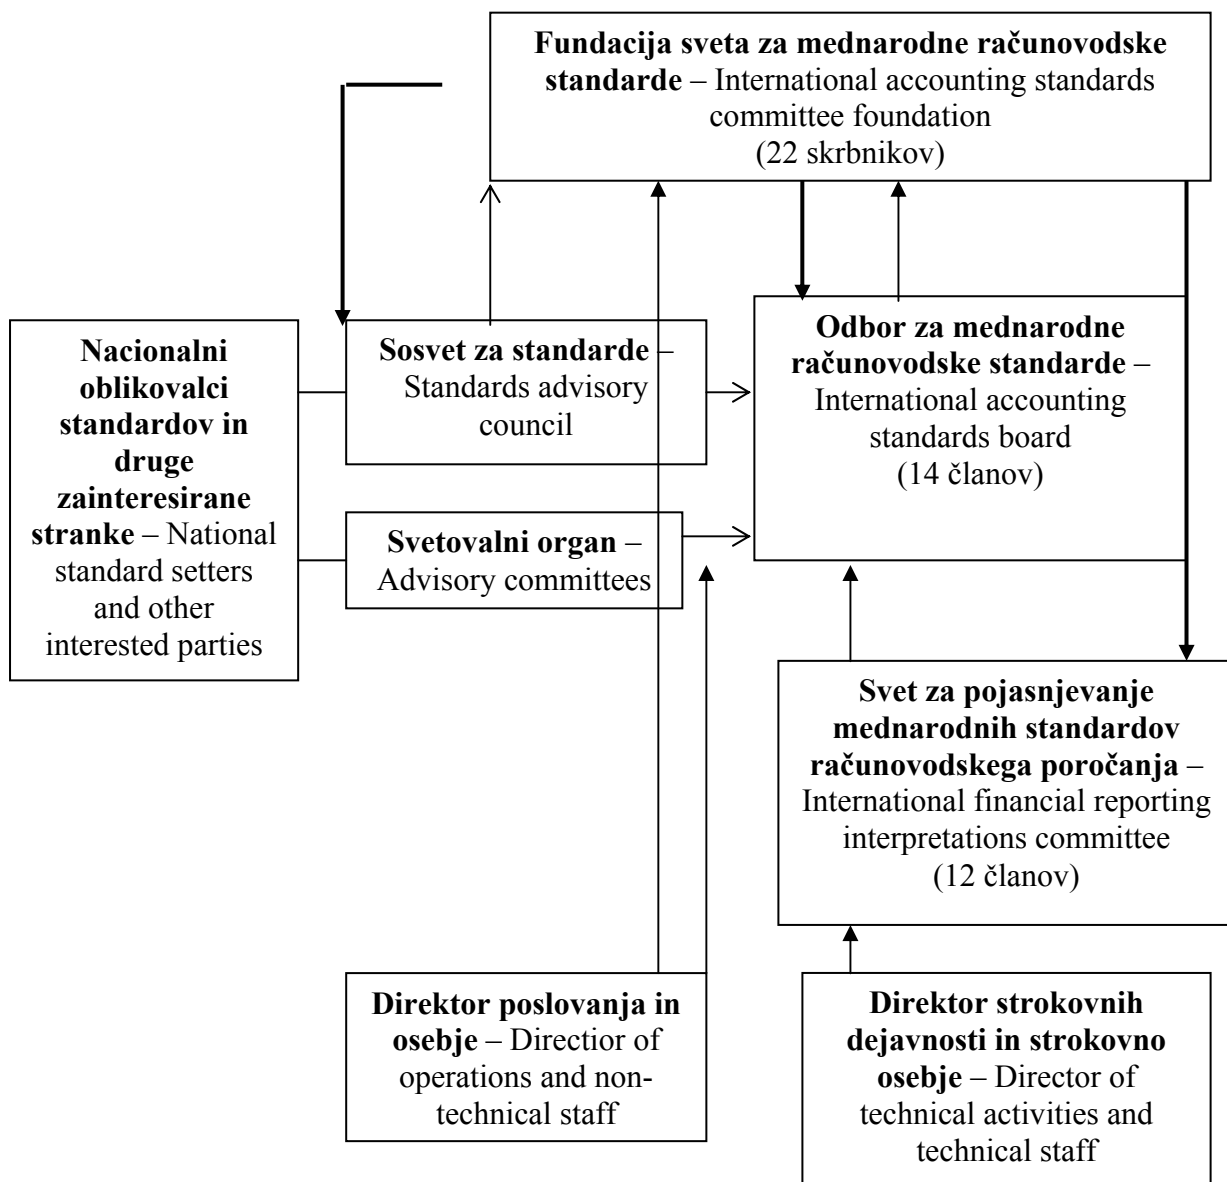 Fundacija sveta za mednarodne računovodske
standarde – International accounting standards
committee foundation
(22 skrbnikov)
Nacionalni
oblikovalci
standardov in
druge
zainteresirane
stranke – National
standard setters
and other
interested parties
Sosvet za standarde –
Standards advisory
council
Svetovalni organ –
Advisory committees
Odbor za mednarodne
računovodske standarde –
International accounting
standards board
(14 članov)
Svet za pojasnjevanje
mednarodnih standardov
računovodskega poročanja –
International financial reporting
interpretations committee
(12 članov)
Direktor poslovanja in
osebje – Directior of
operations and non-
technical staff
Direktor strokovnih
dejavnosti in strokovno
osebje – Director of
technical activities and
technical staff